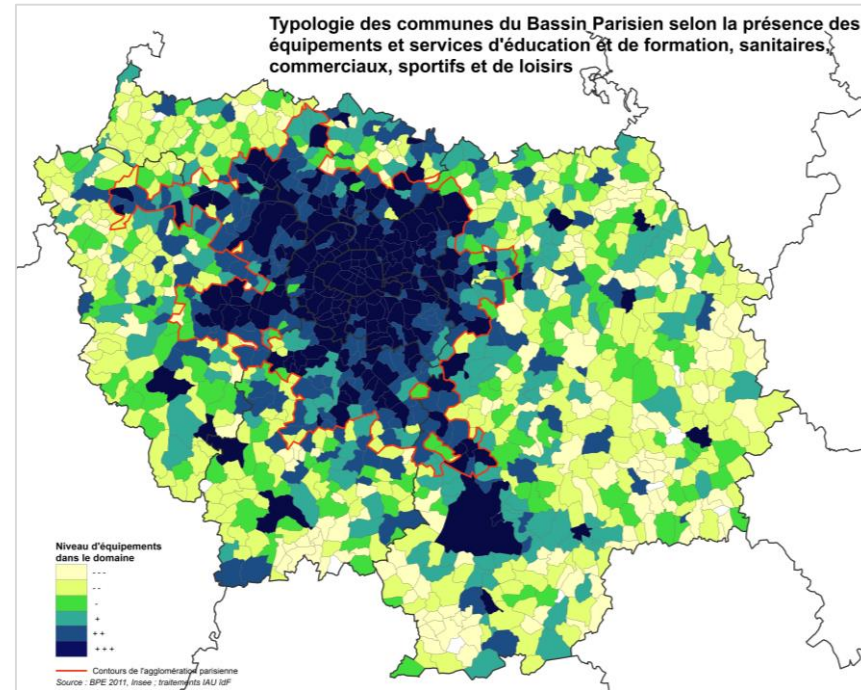 Typologie des communes du Bassin Parisien selon la présence des
équipements et services d'éducation et de formation, sanitaires,
commerciaux, sportifs et de loisirs
Niveau d'équipements
dans le domaine
- - -
- -
-
+
+ +
+ + +
Contours de l'agglomération parisienne
Source : BPE 2011, Insee ; traitements IAU îdF